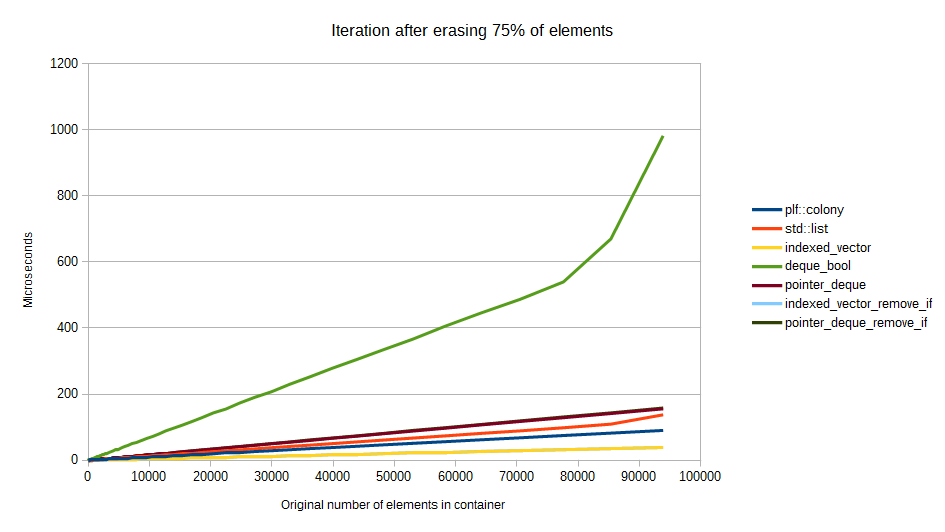 Iteration after erasing 75% of elements
1200
1000
800
600
400
200
0
Microseconds
0 10000 20000 30000 40000 50000 60000 70000 80000 90000 100000
Original number of elements in container
plf::colony
std::list
indexed_vector
deque_bool
pointer_deque
indexed_vector_remove_if
pointer_deque_remove_if